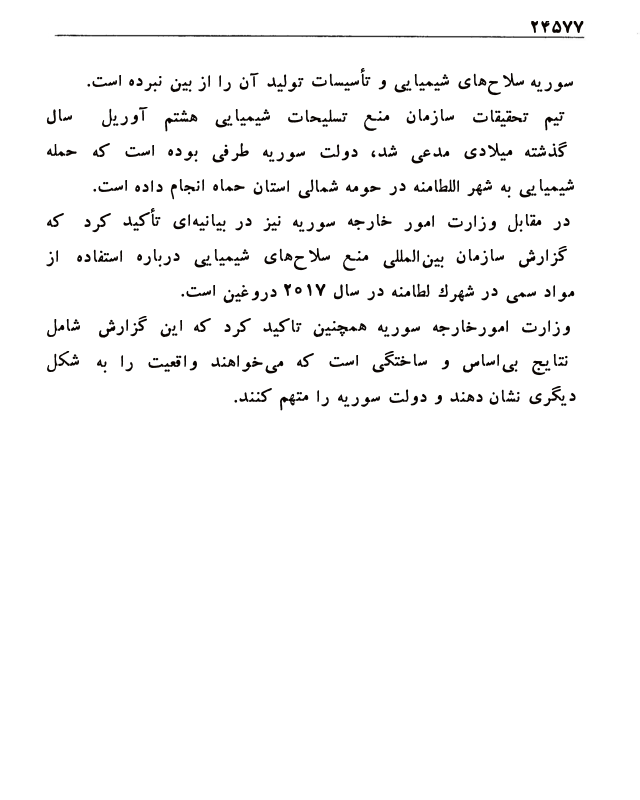 ۲۴۵۷۷
سوریه سلاح‌های شیمیایی و تأسیسات تولید آن را از بین نبرده است.
تیم تحقیقات سازمان منع تسلیحات شیمیایی هشتم آوریل سال
گذشته میلادی مدعی شد، دولت سوریه طرفی بوده است که حمله
شیمیایی به شهر اللطامنه در حومه شمالی استان حماه انجام داده است.
در مقابل وزارت امور خارجه سوریه نیز در بیانیه‌ای تأکید کرد که
گزارش سازمان بین‌المللی منع سلاح‌های شیمیایی درباره استفاده از
مواد سمی در شهرك لطامنه در سال ۲۰۱۷ دروغین است.
وزارت امورخارجه سوریه همچنین تاکید کرد که این گزارش شامل
نتایج بی‌اساس و ساختگی است که می‌خواهند واقعیت را به شکل
دیگری نشان دهند و دولت سوریه را متهم کنند.